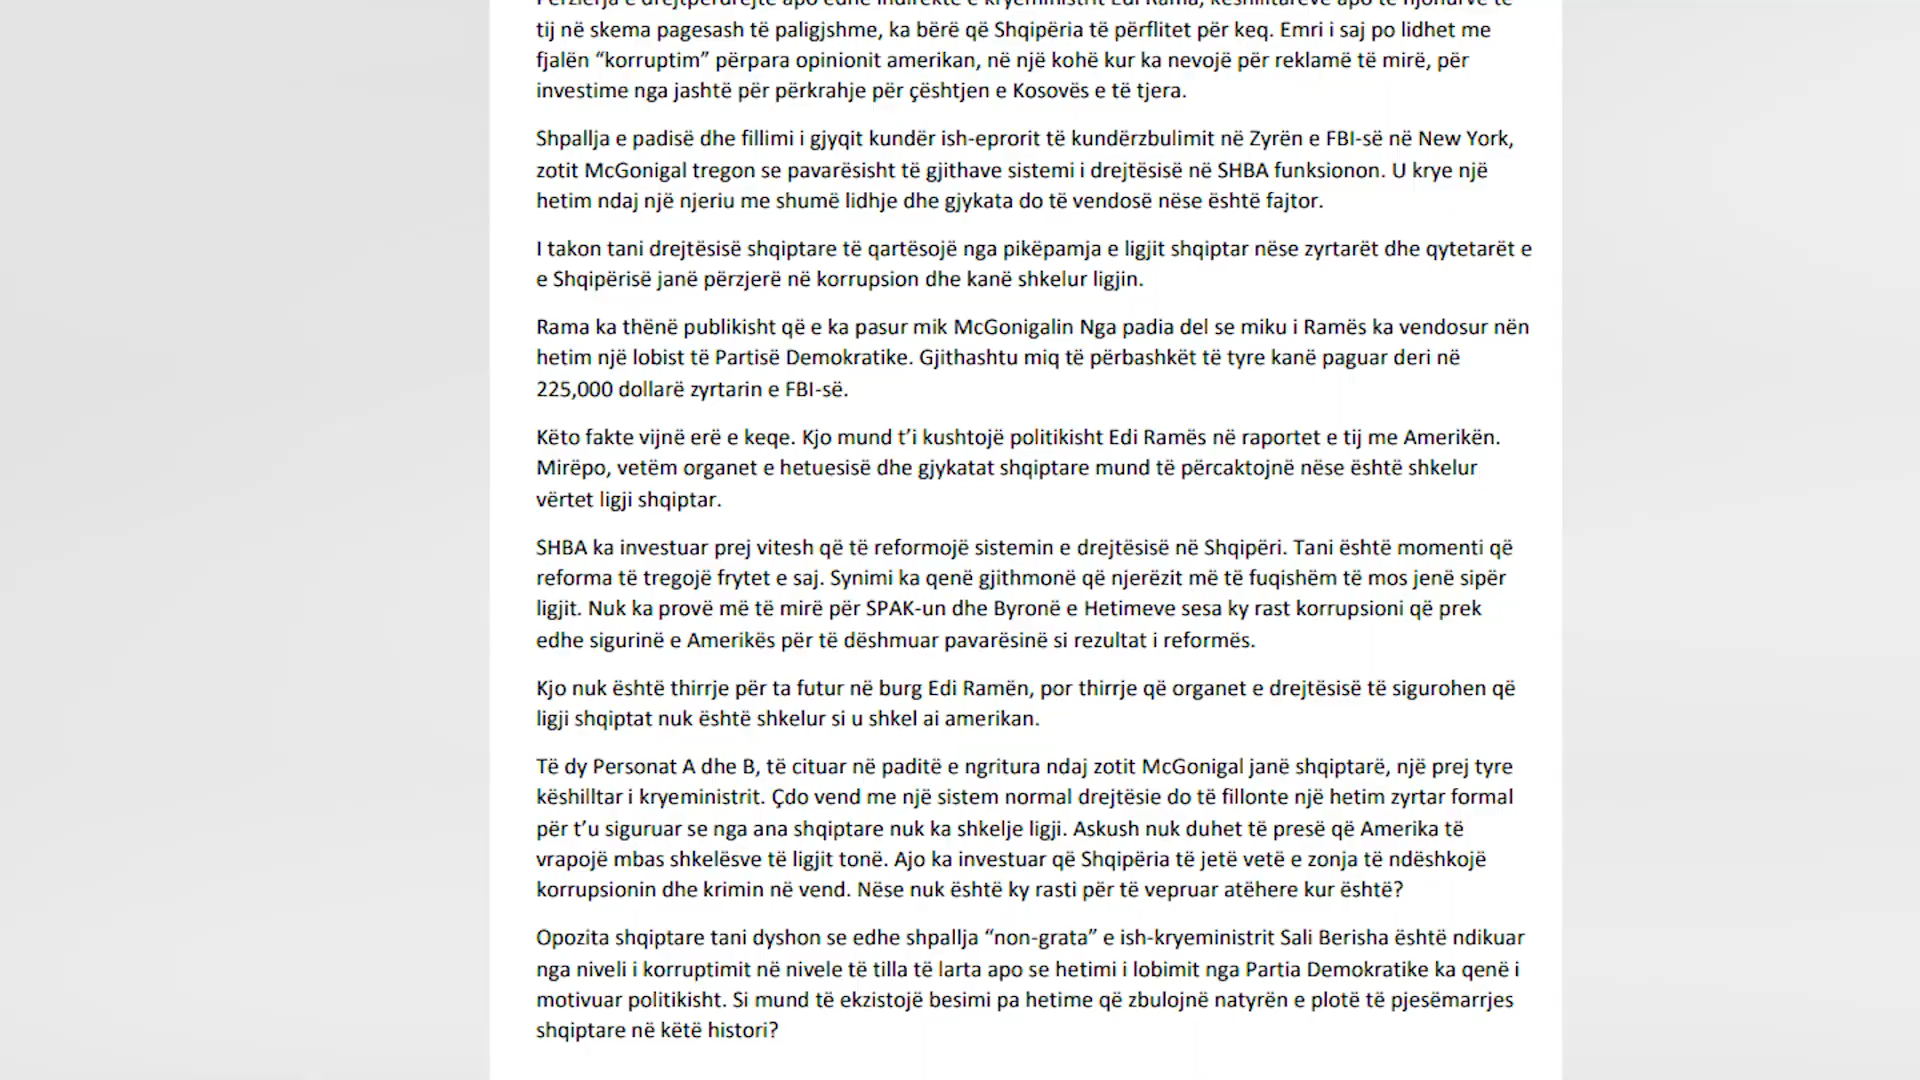 Përzierja e drejtpërdrejtë apo edhe indirekte e kryeministrit Edi Rama, këshilltarëve apo të njohurve të
tij në skema pagesash të paligjshme, ka bërë që Shqipëria të përflitet për keq. Emri i saj po lidhet me
fjalën “korruptim” përpara opinionit amerikan, në një kohë kur ka nevojë për reklamë të mirë, për
investime nga jashtë për përkrahje për çështjen e Kosovës e të tjera.
Shpallja e padisë dhe fillimi i gjyqit kundër ish-eprorit të kundërzbulimit në Zyrën e FBI-së në New York,
zotit McGonigal tregon se pavarësisht të gjithave sistemi i drejtësisë në SHBA funksionon. U krye një
hetim ndaj një njeriu me shumë lidhje dhe gjykata do të vendosë nëse është fajtor.
I takon tani drejtësisë shqiptare të qartësojë nga pikëpamja e ligjit shqiptar nëse zyrtarët dhe qytetarët e
e Shqipërisë janë përzjerë në korrupsion dhe kanë shkelur ligjin.
Rama ka thënë publikisht që e ka pasur mik McGonigalin Nga padia del se miku i Ramës ka vendosur nën
hetim një lobist të Partisë Demokratike. Gjithashtu miq të përbashkët të tyre kanë paguar deri në
225,000 dollarë zyrtarin e FBI-së.
Këto fakte vijnë erë e keqe. Kjo mund t’i kushtojë politikisht Edi Ramës në raportet e tij me Amerikën.
Mirëpo, vetëm organet e hetuesisë dhe gjykatat shqiptare mund të përcaktojnë nëse është shkelur
vërtet ligji shqiptar.
SHBA ka investuar prej vitesh që të reformojë sistemin e drejtësisë në Shqipëri. Tani është momenti që
reforma të tregojë frytet e saj. Synimi ka qenë gjithmonë që njerëzit më të fuqishëm të mos jenë sipër
ligjit. Nuk ka provë më të mirë për SPAK-un dhe Byronë e Hetimeve sesa ky rast korrupsioni që prek
edhe sigurinë e Amerikës për të dëshmuar pavarësinë si rezultat i reformës.
Kjo nuk është thirrje për ta futur në burg Edi Ramën, por thirrje që organet e drejtësisë të sigurohen që
ligji shqiptat nuk është shkelur si u shkel ai amerikan.
Të dy Personat A dhe B, të cituar në paditë e ngritura ndaj zotit McGonigal janë shqiptarë, një prej tyre
këshilltar i kryeministrit. Çdo vend me një sistem normal drejtësie do të fillonte një hetim zyrtar formal
për t’u siguruar se nga ana shqiptare nuk ka shkelje ligji. Askush nuk duhet të presë që Amerika të
vrapojë mbas shkelësve të ligjit tonë. Ajo ka investuar që Shqipëria të jetë vetë e zonja të ndëshkojë
korrupsionin dhe krimin në vend. Nëse nuk është ky rasti për të vepruar atëhere kur është?
Opozita shqiptare tani dyshon se edhe shpallja “non-grata” e ish-kryeministrit Sali Berisha është ndikuar
nga niveli i korruptimit në nivele të tilla të larta apo se hetimi i lobimit nga Partia Demokratike ka qenë i
motivuar politikisht. Si mund të ekzistojë besimi pa hetime që zbulojnë natyrën e plotë të pjesëmarrjes
shqiptare në këtë histori?